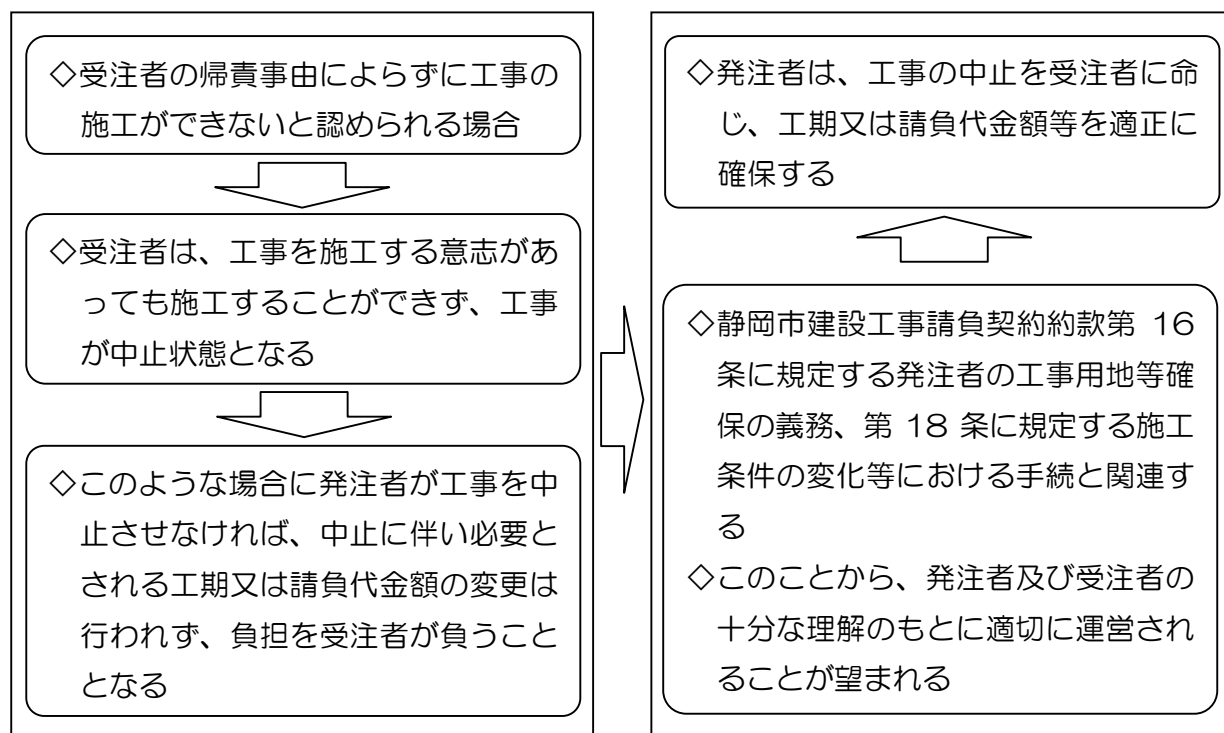 ◇受注者の帰責事由によらずに工事の
施工ができないと認められる場合
◇受注者は、工事を施工する意志があ
っても施工することができず、工事
が中止状態となる
◇このような場合に発注者が工事を中
止させなければ、中止に伴い必要と
される工期又は請負代金額の変更は
行われず、負担を受注者が負うこと
となる
◇発注者は、工事の中止を受注者に命
じ、工期又は請負代金額等を適正に
確保する
◇静岡市建設工事請負契約約款第 16
条に規定する発注者の工事用地等確
保の義務、第 18 条に規定する施工
条件の変化等における手続と関連す
る
◇このことから、発注者及び受注者の
十分な理解のもとに適切に運営され
ることが望まれる